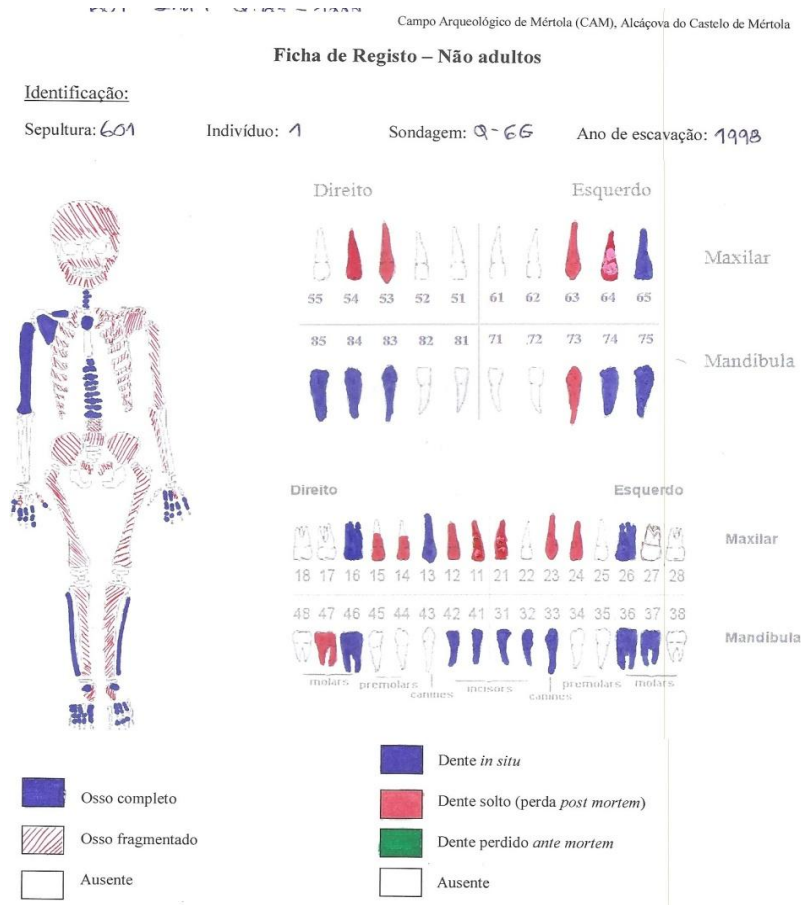 Campo Arqueológico de Mértola (CAM), Alcáçova do Castelo de Mértola
Ficha de Registo – Não adultos
Identificação:
Sepultura: 601 Indivíduo: 1 Sondagem: Q-6G Ano de escavação: 1998
Direito Esquerdo
Maxilar
55 54 53 52 51 61 62 63 64 65
85 84 83 82 81 71 72 73 74 75
Mandíbula
Direito Esquerdo
Maxilar
18 17 16 15 14 13 12 11 21 22 23 24 25 26 27 28
48 47 46 45 44 43 42 41 31 32 33 34 35 36 37 38
Mandibula
molars premolars canines incisors canines premolars molars
Osso completo
Osso fragmentado
Ausente
Dente in situ
Dente solto (perda post mortem)
Dente perdido ante mortem
Ausente